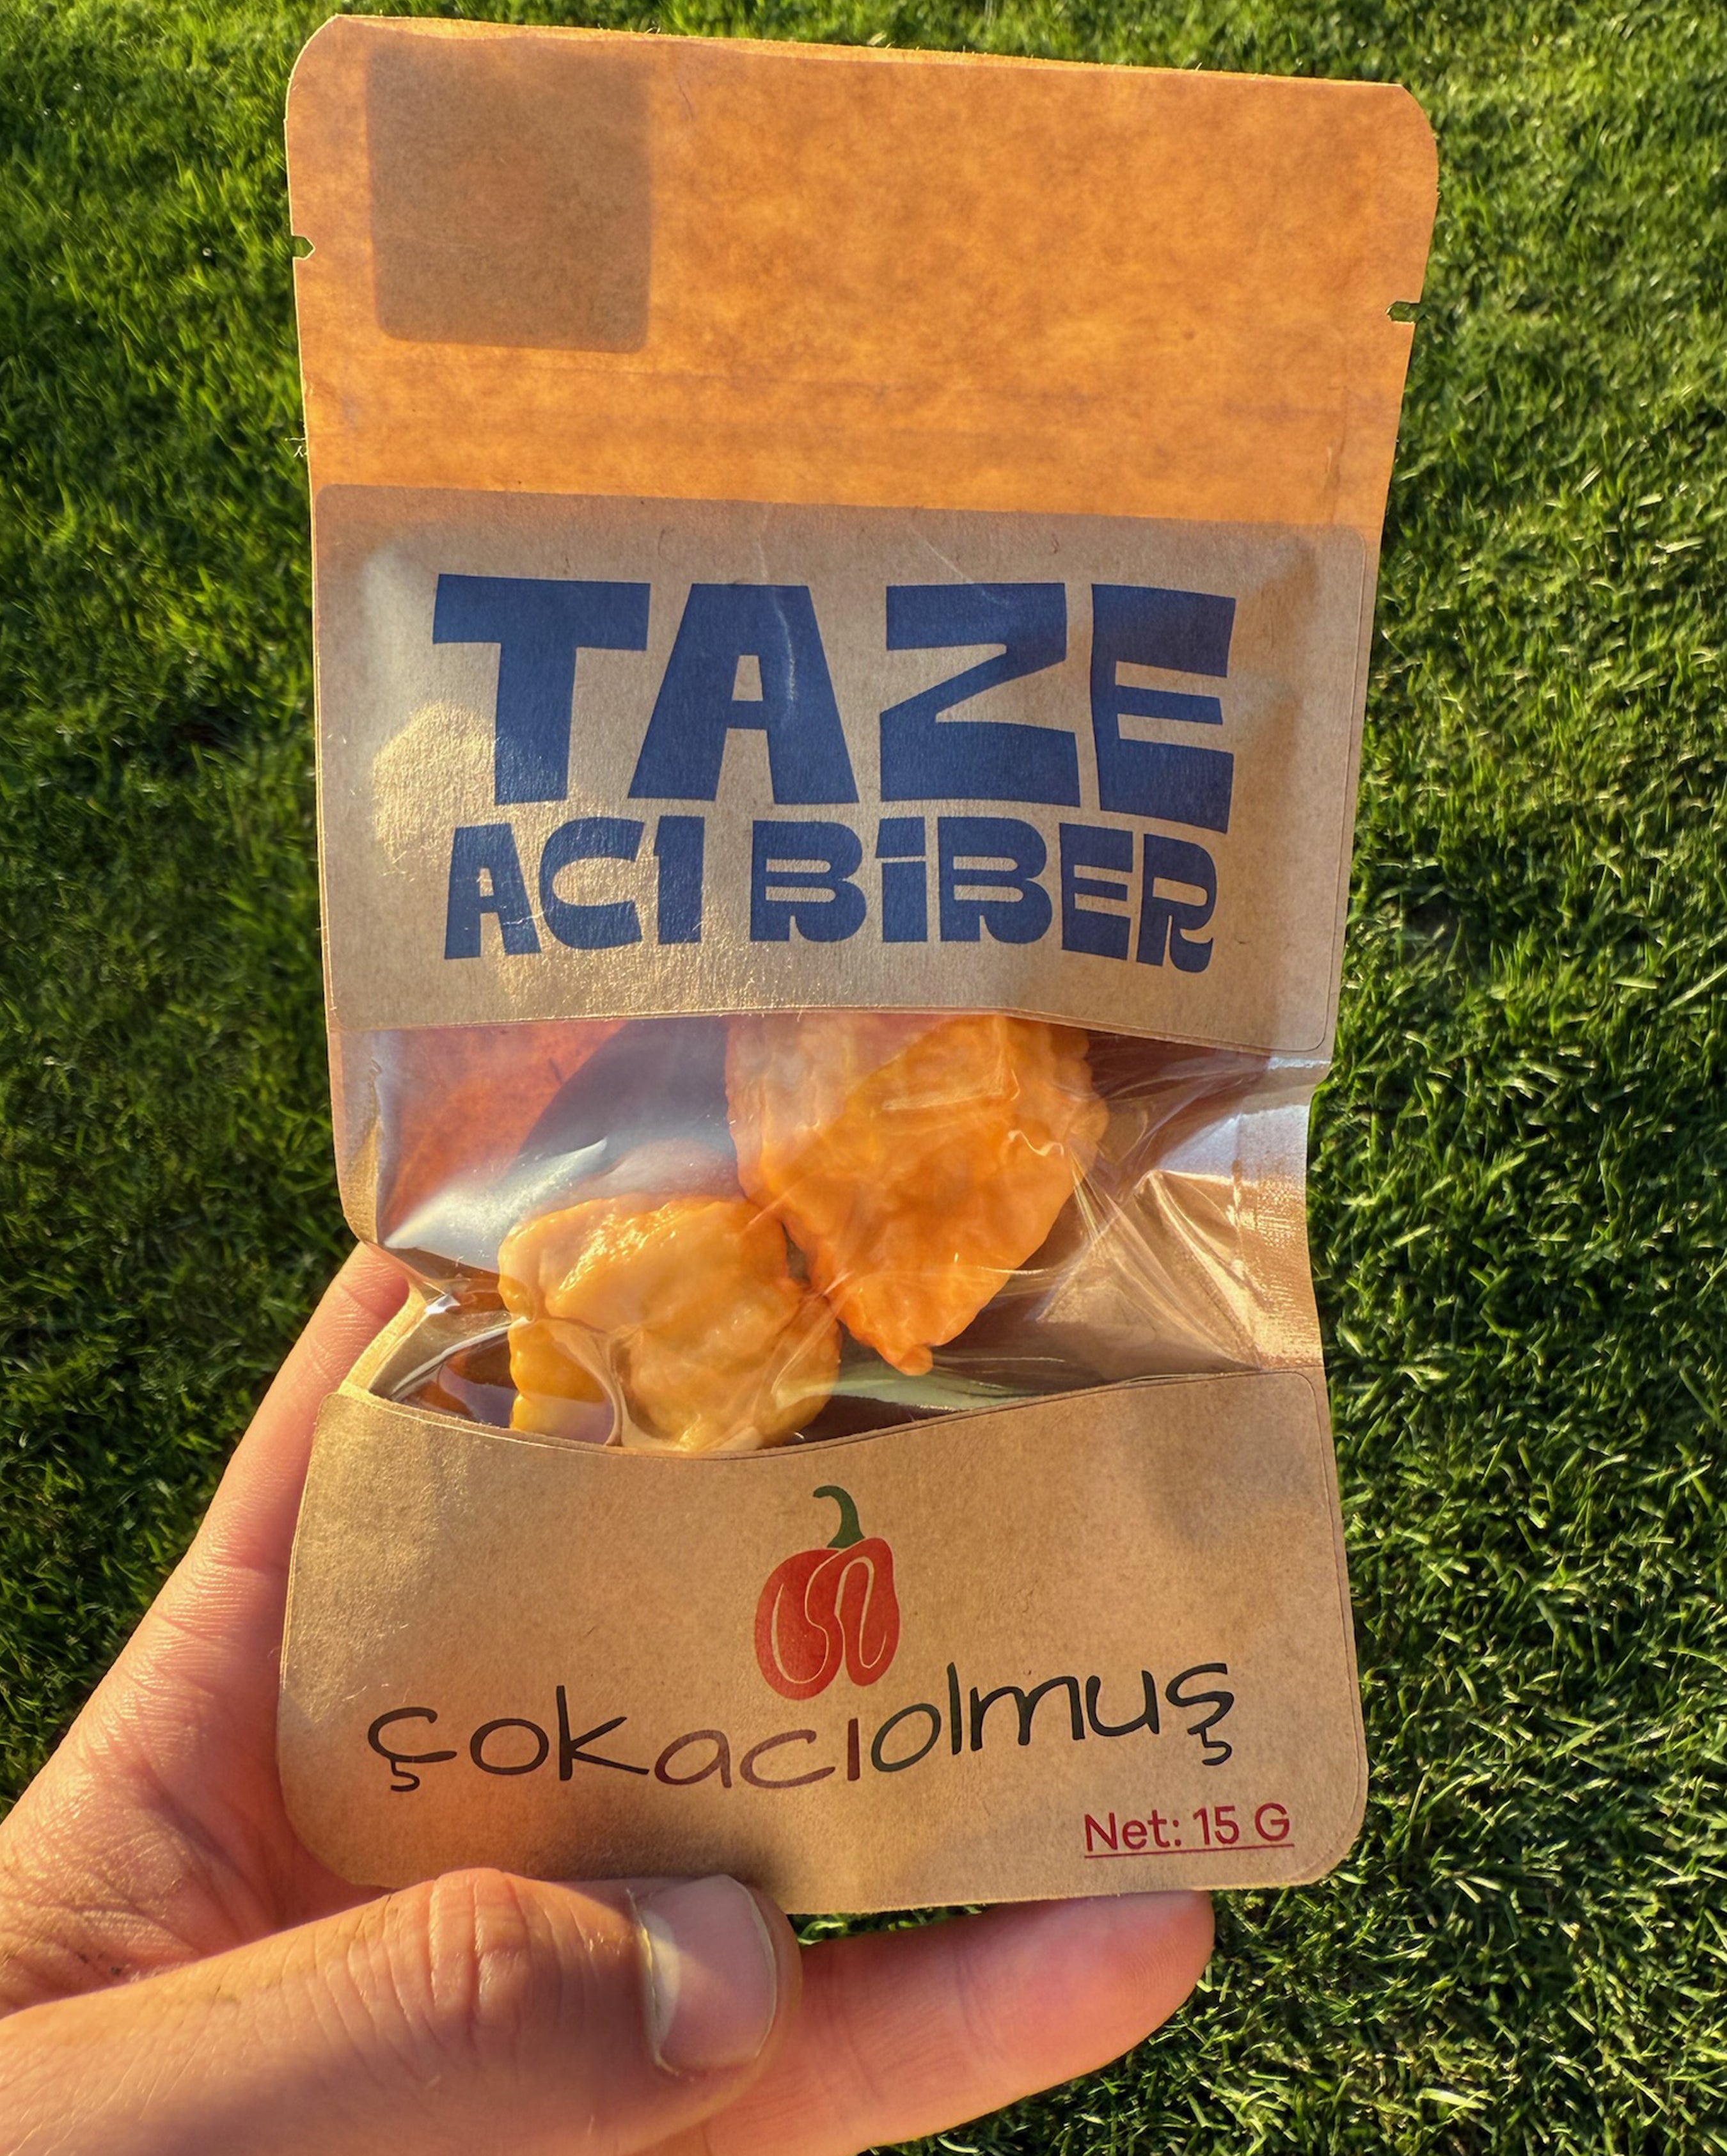 TAZE
ACI BİBER
çokacıolmuş
Net: 15 G